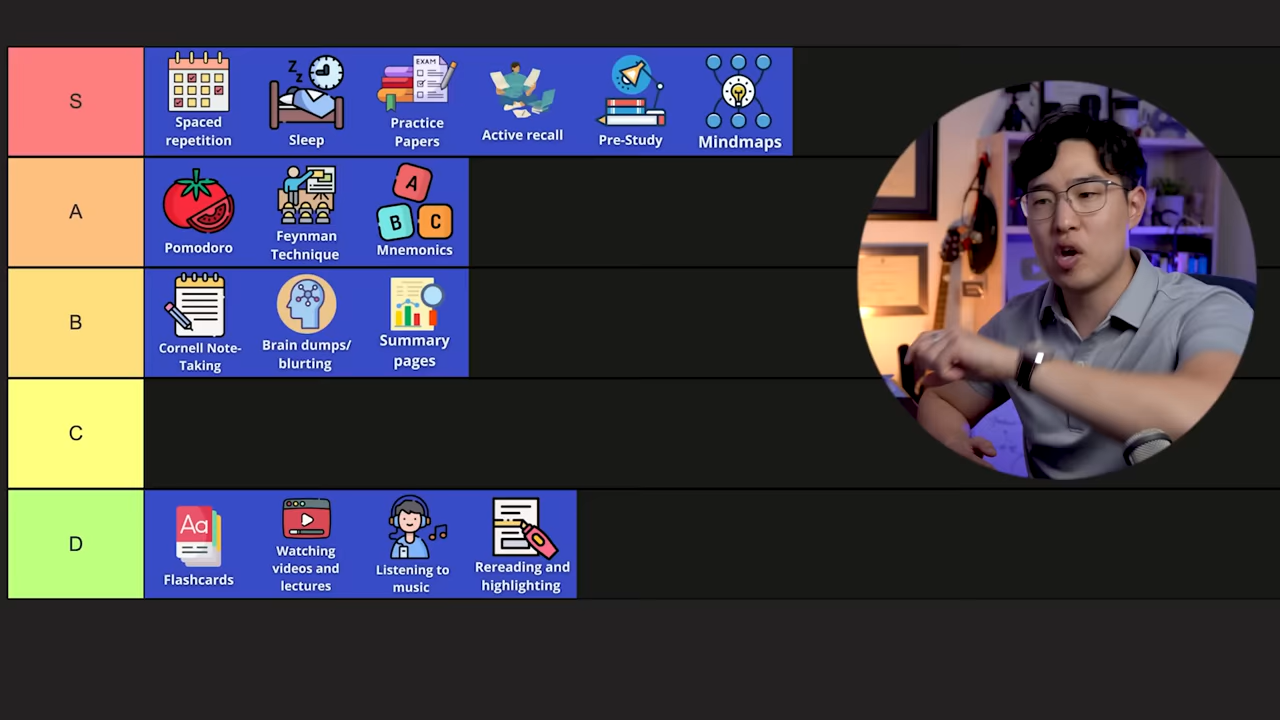 S
Spaced
repetition
Z
z
z
Sleep
EXAM
Practice
Papers
Active recall
Pre-Study
Mindmaps
A
Pomodoro
Feynman
Technique
A
B
C
Mnemonics
B
Cornell Note-
Taking
Brain dumps/
blurting
Summary
pages
C
D
Aa
Flashcards
Watching
videos and
lectures
Listening to
music
Rereading and
highlighting